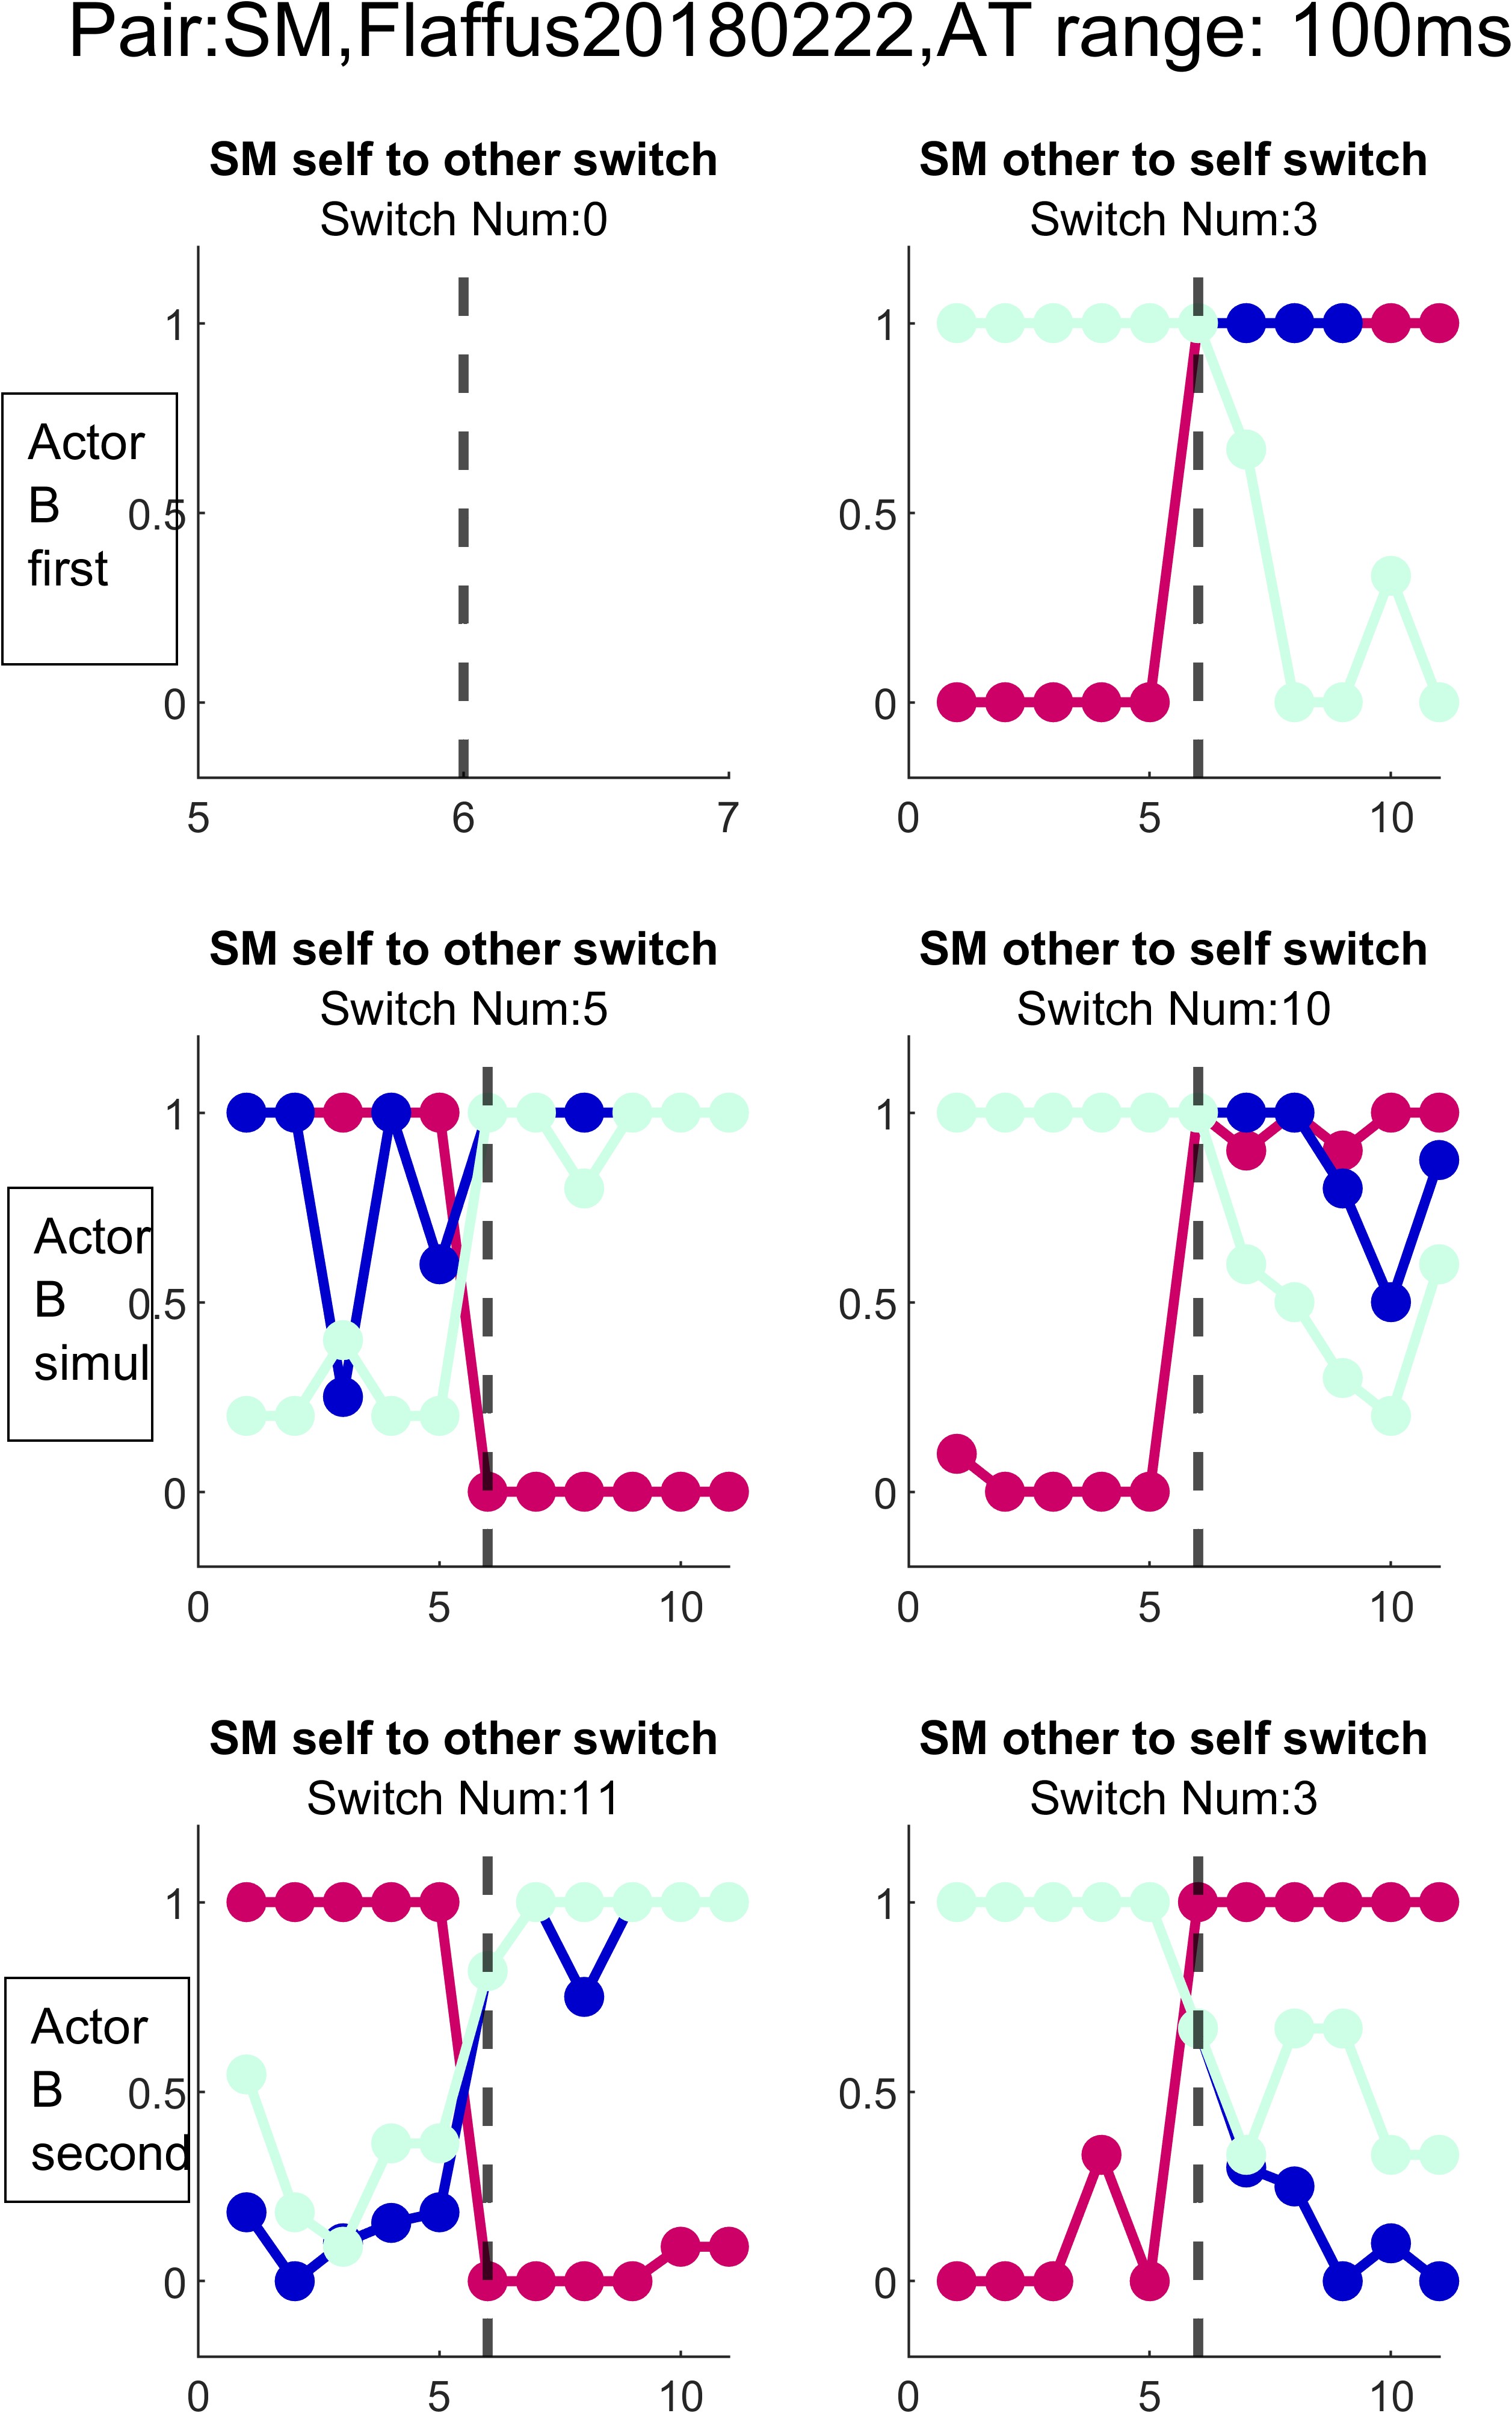 Pair:SM,Flaffus20180222,AT range: 100ms
SM self to other switch
Switch Num:0
1
0.5
0
5 6 7
Actor
B
first
SM other to self switch
Switch Num:3
1
0.5
0
0 5 10
SM self to other switch
Switch Num:5
1
0.5
0
0 5 10
Actor
B
simul
SM other to self switch
Switch Num:10
1
0.5
0
0 5 10
SM self to other switch
Switch Num:11
1
0.5
0
0 5 10
Actor
B
second
SM other to self switch
Switch Num:3
1
0.5
0
0 5 10